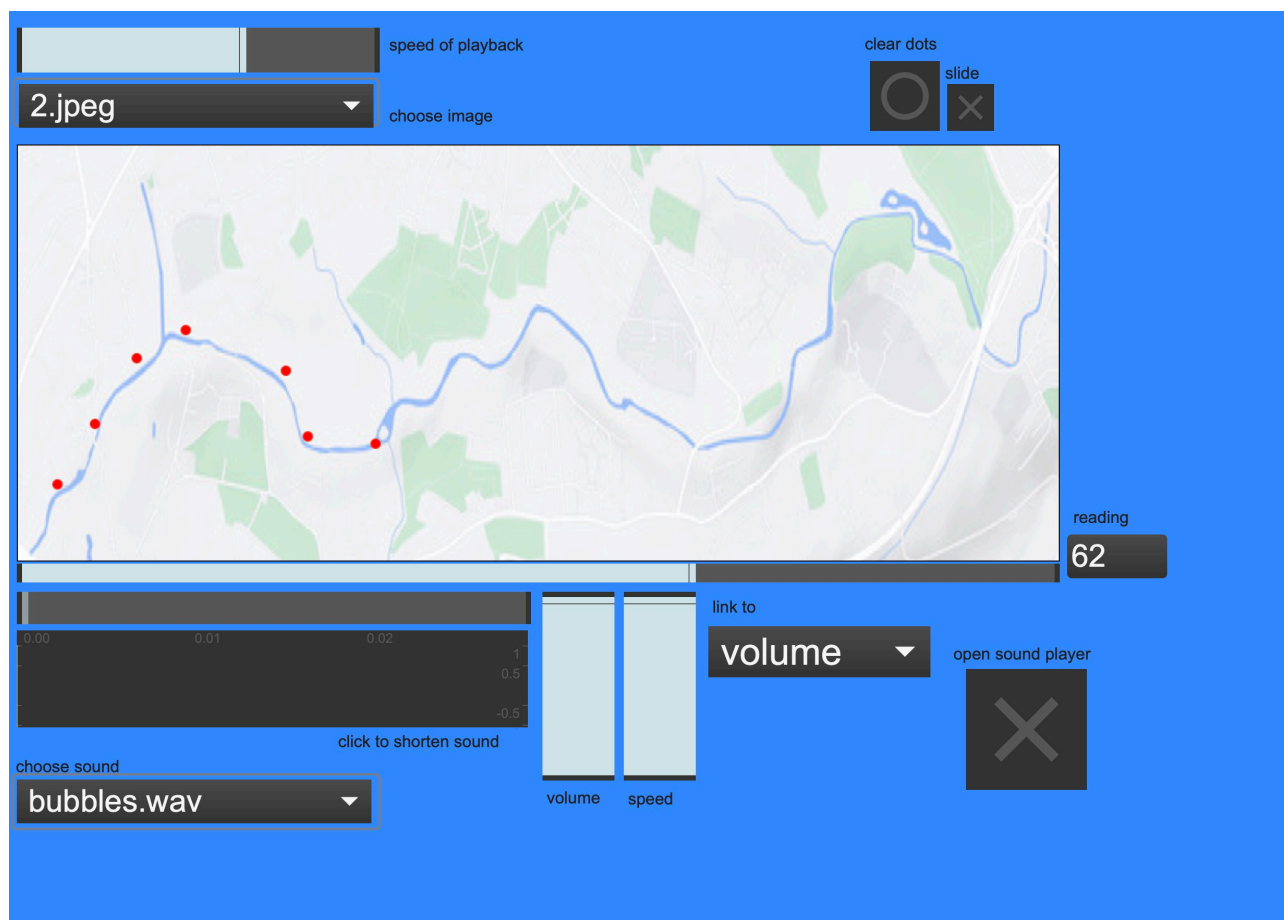 speed of playback
clear dots
slide
2.jpeg
choose image
reading
62
0.00 0.01 0.02
1
0.5
-0.5
click to shorten sound
choose sound
bubbles.wav
volume
speed
link to
volume
open sound player